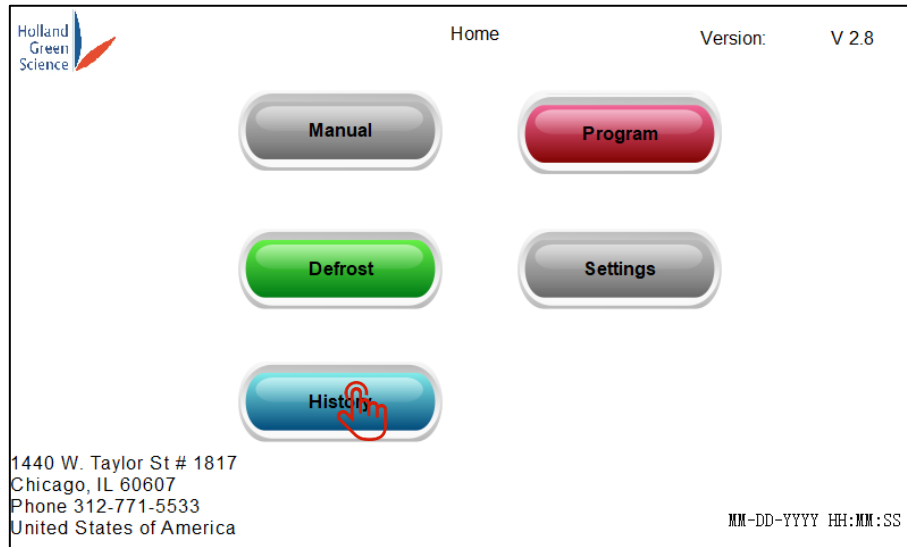 Holland
Green
Science
Home
Version: V 2.8
Manual
Program
Defrost
Settings
History
1440 W. Taylor St # 1817
Chicago, IL 60607
Phone 312-771-5533
United States of America
MM-DD-YYYY HH:MM:SS